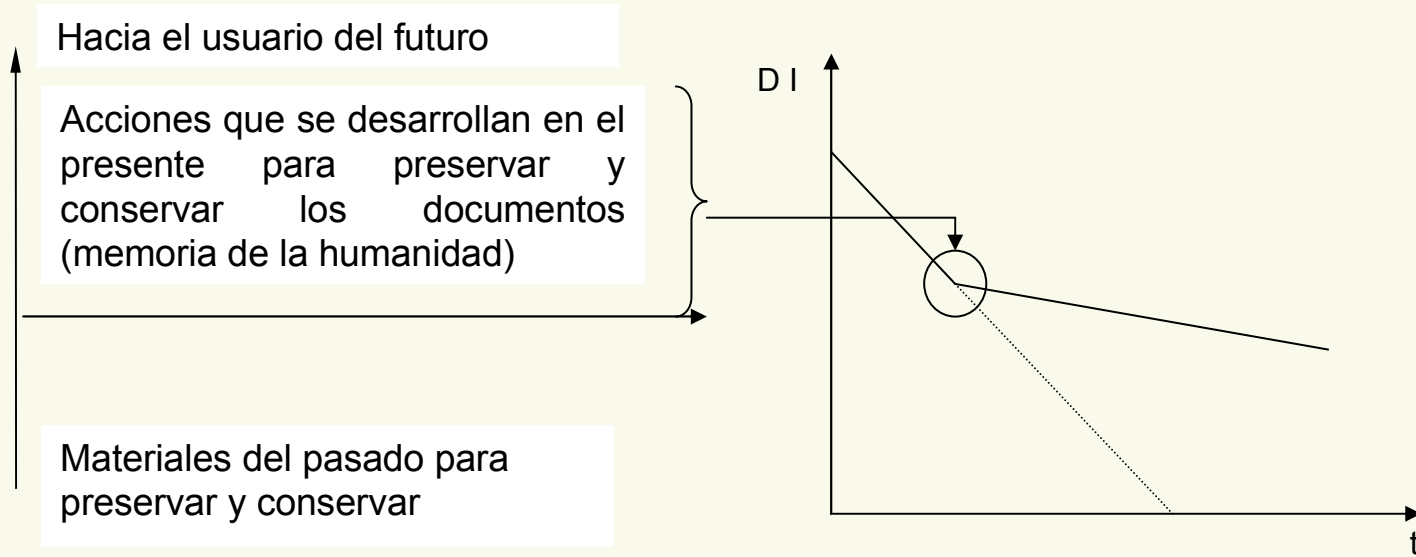 Hacia el usuario del futuro
Acciones que se desarrollan en el
presente para preservar y
conservar los documentos
(memoria de la humanidad)
Materiales del pasado para
preservar y conservar
D I
t